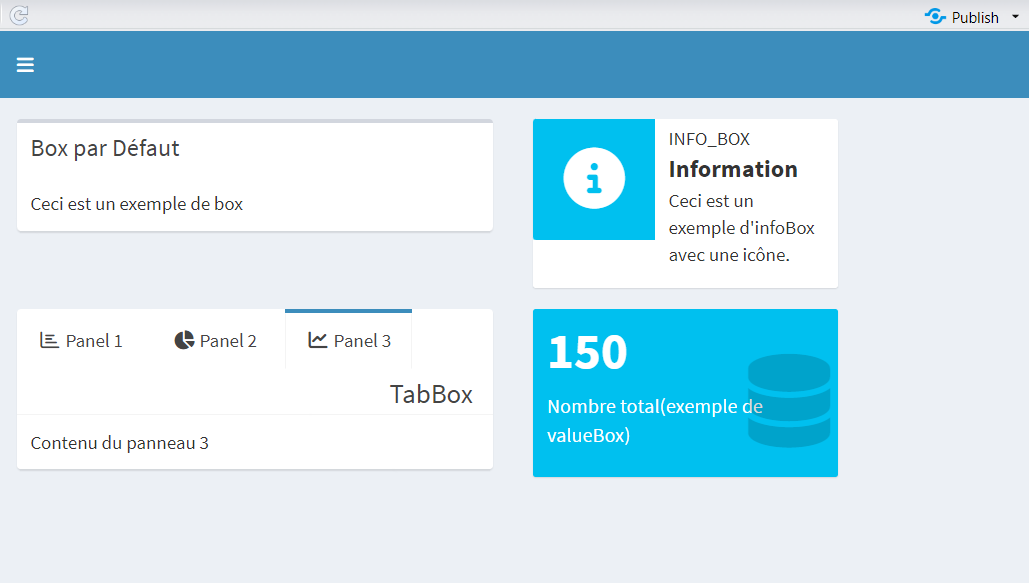 Publish
Box par Défaut
Ceci est un exemple de box
INFO_BOX
Information
Ceci est un
exemple d'infoBox
avec une icône.
Panel 1
Panel 2
Panel 3
TabBox
Contenu du panneau 3
150
Nombre total(exemple de
valueBox)